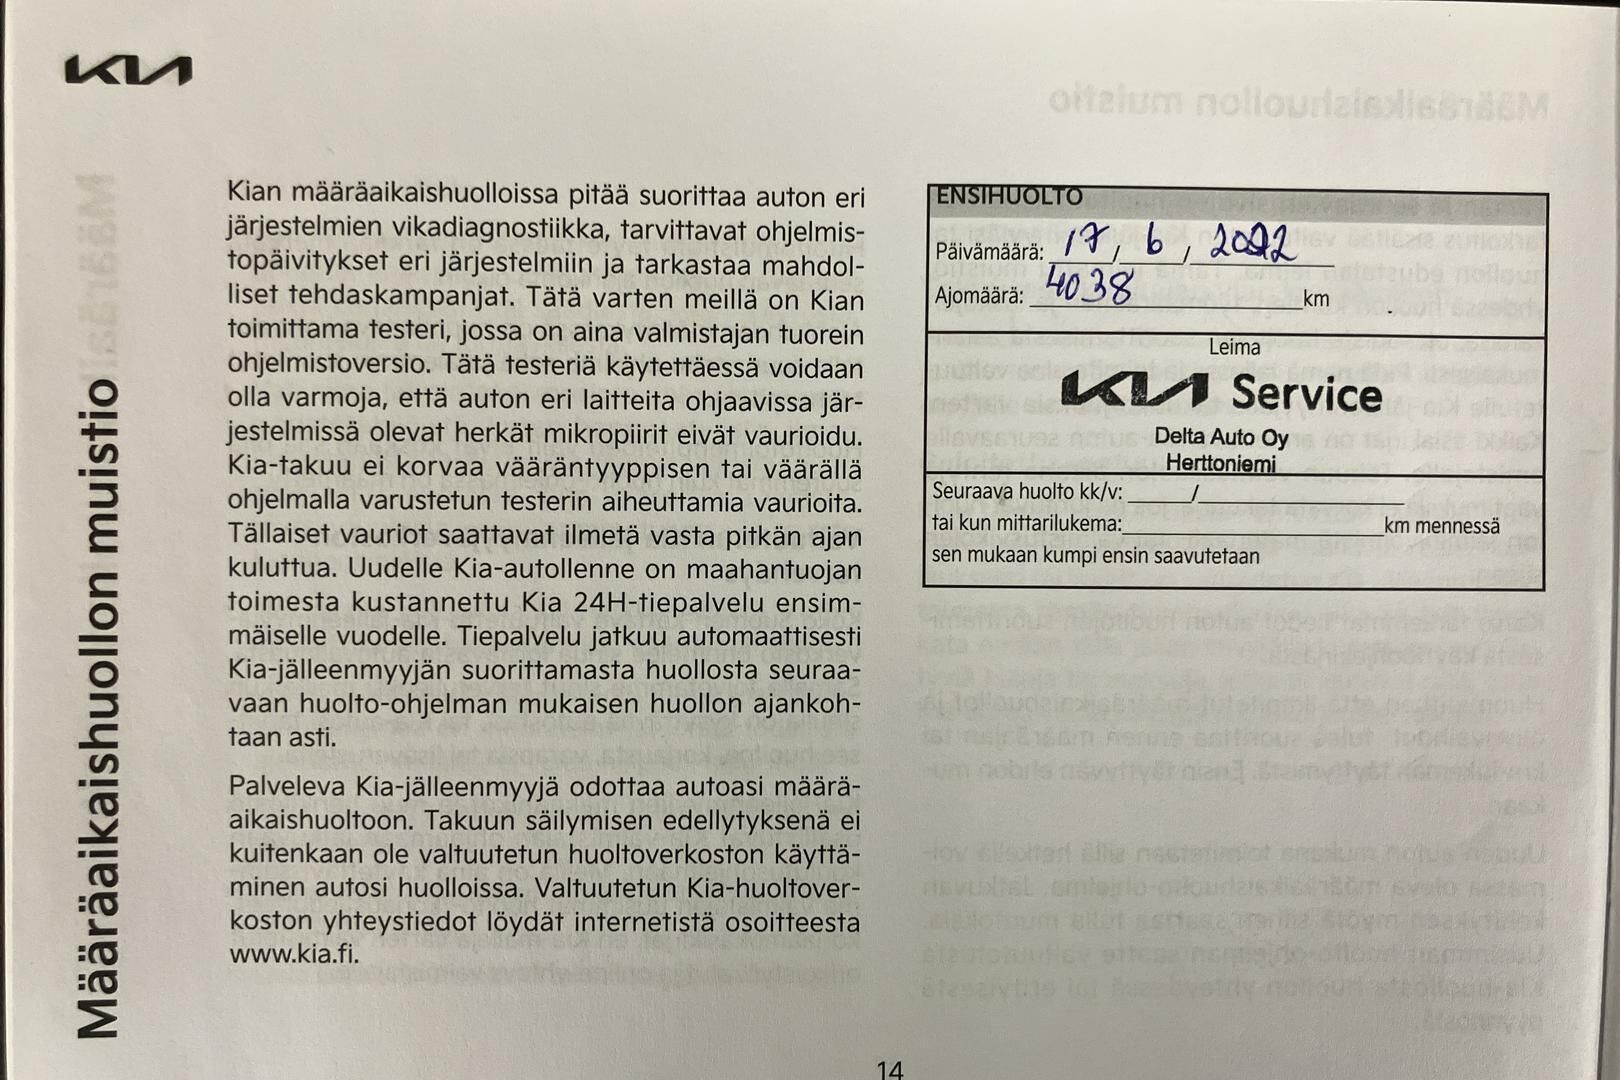 KIA
Määräaikaishuollon muistio
Kian määräaikaishuolloissa pitää suorittaa auton eri
järjestelmien vikadiagnostiikka, tarvittavat ohjelmis-
topäivitykset eri järjestelmiin ja tarkastaa mahdol-
liset tehdaskampanjat. Tätä varten meillä on Kian
toimittama testeri, jossa on aina valmistajan tuorein
ohjelmistoversio. Tätä testeriä käytettäessä voidaan
olla varmoja, että auton eri laitteita ohjaavissa jär-
jestelmissä olevat herkät mikropiirit eivät vaurioidu.
Kia-takuu ei korvaa vääräntyyppisen tai väärällä
ohjelmalla varustetun testerin aiheuttamia vaurioita.
Tällaiset vauriot saattavat ilmetä vasta pitkän ajan
kuluttua. Uudelle Kia-autollenne on maahantuojan
toimesta kustannettu Kia 24H-tiepalvelu ensim-
mäiselle vuodelle. Tiepalvelu jatkuu automaattisesti
Kia-jälleenmyyjän suorittamasta huollosta seuraa-
vaan huolto-ohjelman mukaisen huollon ajankoh-
taan asti.
Palveleva Kia-jälleenmyyjä odottaa autoasi määrä-
aikaishuoltoon. Takuun säilymisen edellytyksenä ei
kuitenkaan ole valtuutetun huoltoverkoston käyttä-
minen autosi huolloissa. Valtuutetun Kia-huoltover-
koston yhteystiedot löydät internetistä osoitteesta
www.kia.fi.
ENSIHUOLTO
Päivämäärä: 17 / 6 / 2022
Ajomäärä: 4038 km
Leima
KIA Service
Delta Auto Oy
Herttoniemi
Seuraava huolto kk/v: ______/__________________
tai kun mittarilukema:________________________km mennessä
sen mukaan kumpi ensin saavutetaan
14